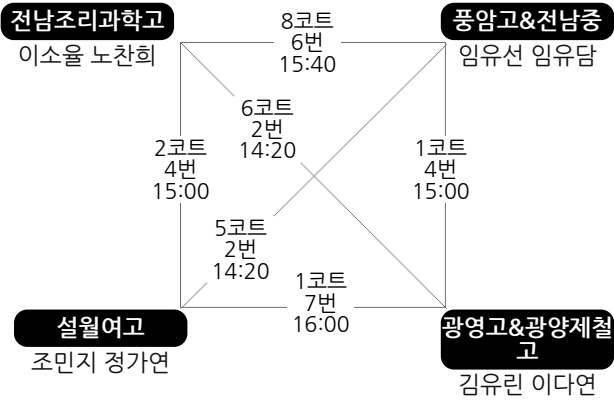 전남조리과학고
이소율 노찬희
8코트
6번
15:40
풍암고&전남중
임유선 임유담
6코트
2번
14:20
2코트
4번
15:00
1코트
4번
15:00
5코트
2번
14:20
1코트
7번
16:00
설월여고
조민지 정가연
광영고&광양제철
고
김유린 이다연